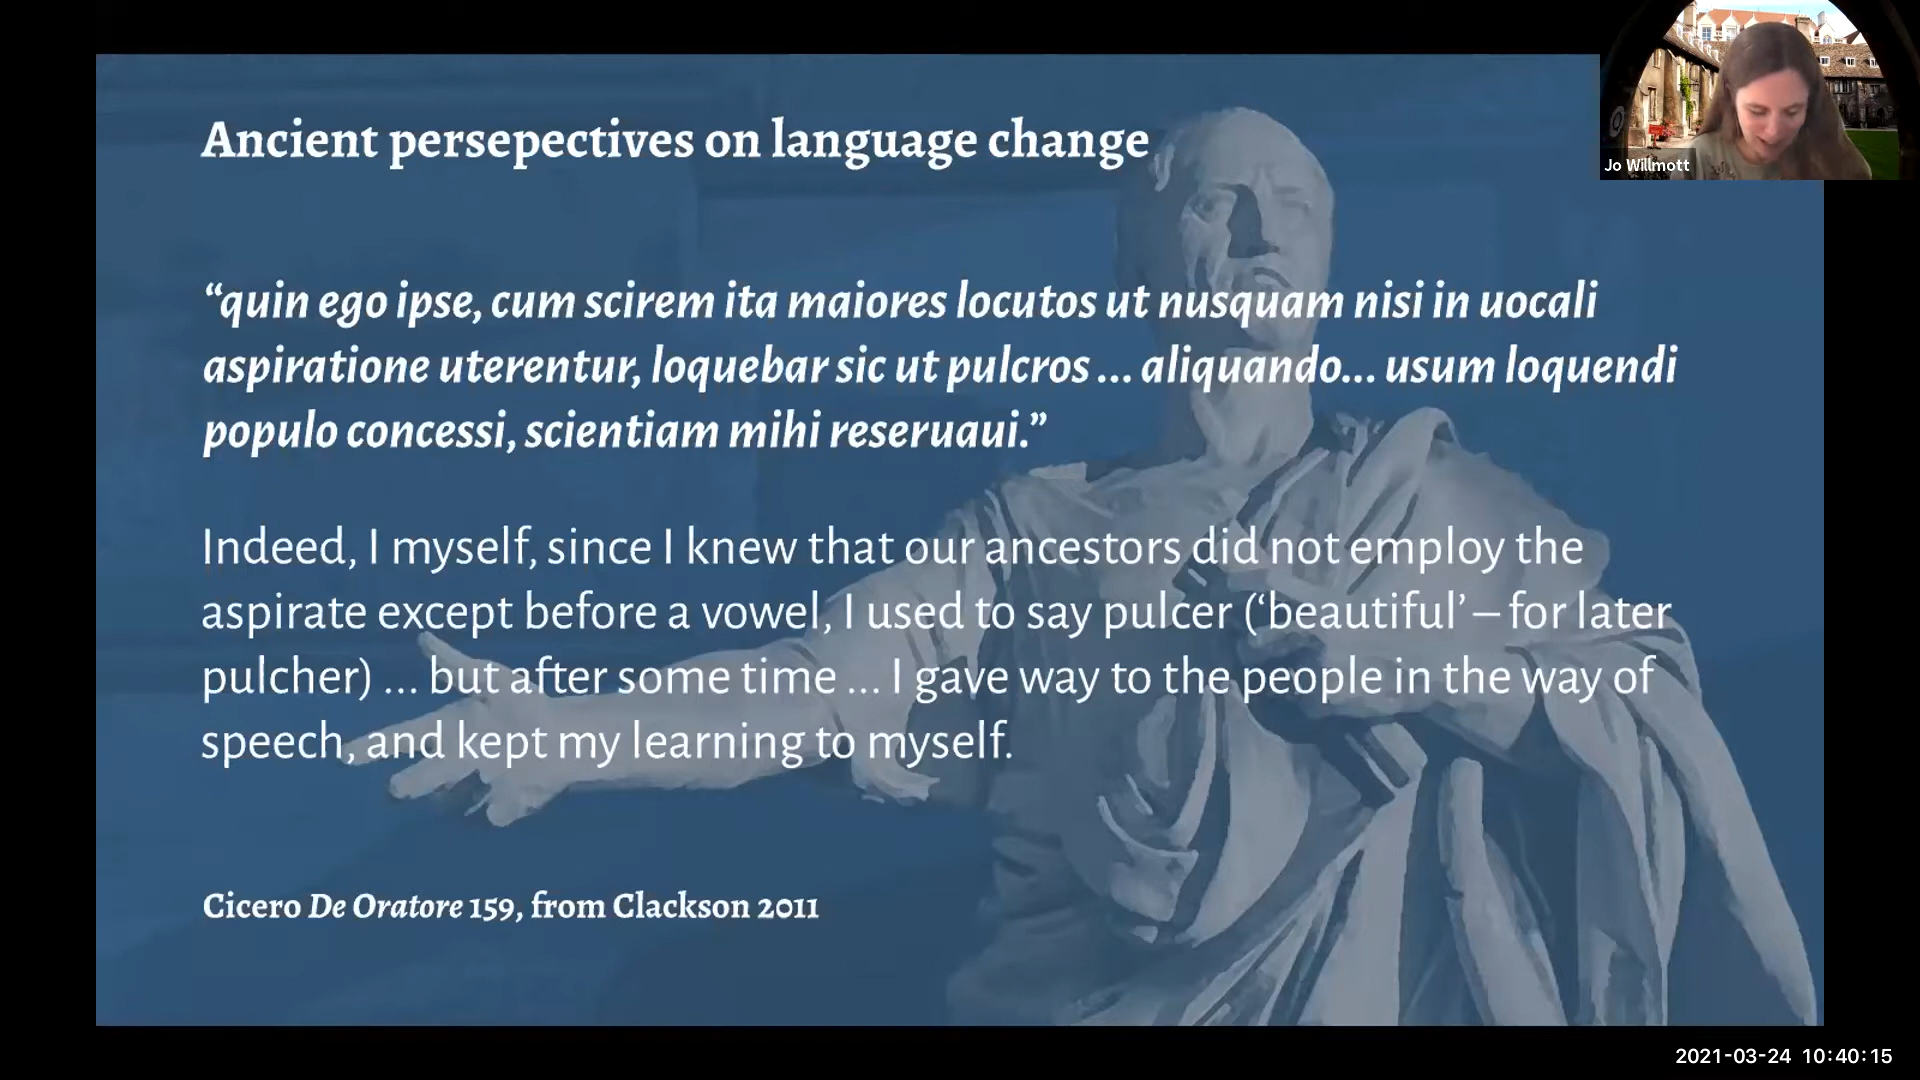 Ancient persepectives on language change
“quin ego ipse, cum scirem ita maiores locutos ut nusquam nisi in uocali
aspiratione uterentur, loquebar sic ut pulcros ... aliquando... usum loquendi
populo concessi, scientiam mihi reseruaui.”
Indeed, I myself, since I knew that our ancestors did not employ the
aspirate except before a vowel, I used to say pulcer (‘beautiful’ – for later
pulcher) ... but after some time ... I gave way to the people in the way of
speech, and kept my learning to myself.
Cicero De Oratore 159, from Clackson 2011
Jo Willmott
2021-03-24 10:40:15